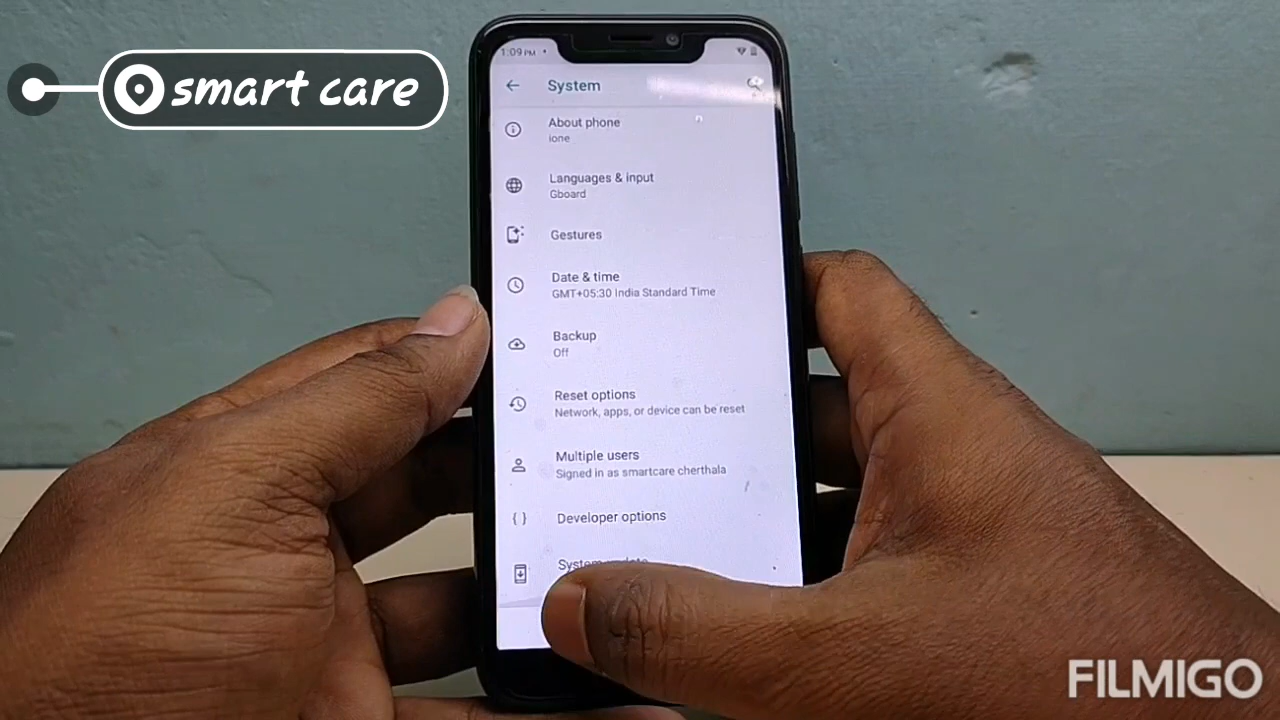 smart care
1:09 PM
System
About phone
ione
Languages & input
Gboard
Gestures
Date & time
GMT+05:30 India Standard Time
Backup
Off
Reset options
Network, apps, or device can be reset
Multiple users
Signed in as smartcare cherthala
{ } Developer options
System update
FILMIGO